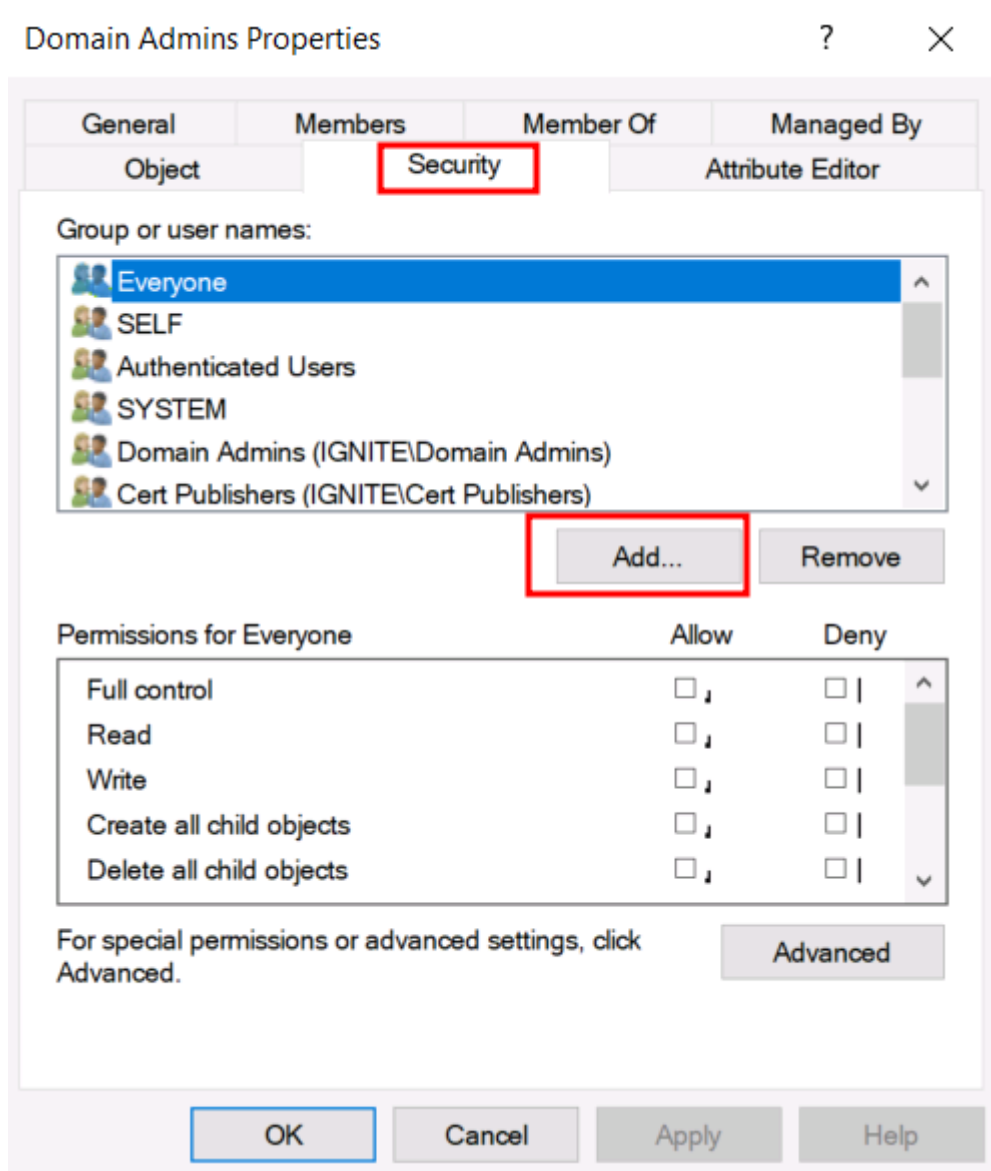 Domain Admins Properties ?
General Members Member Of Managed By
Object Security Attribute Editor
Group or user names:
Everyone
SELF
Authenticated Users
SYSTEM
Domain Admins (IGNITE\Domain Admins)
Cert Publishers (IGNITE\Cert Publishers)
Add... Remove
Permissions for Everyone Allow Deny
Full control
Read
Write
Create all child objects
Delete all child objects
For special permissions or advanced settings, click
Advanced.
Advanced
OK Cancel Apply Help